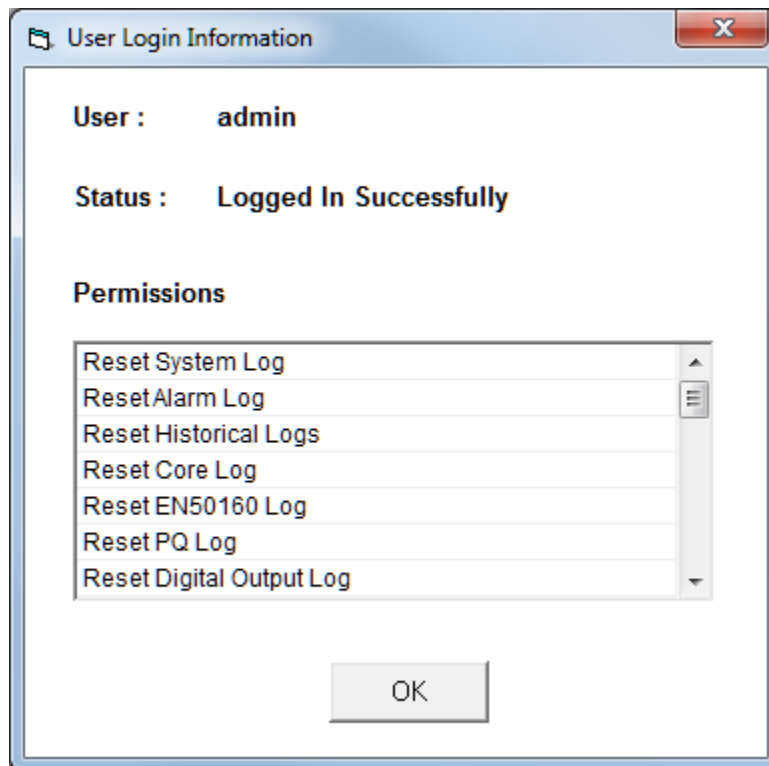 User Login Information
User : admin
Status : Logged In Successfully
Permissions
Reset System Log
Reset Alarm Log
Reset Historical Logs
Reset Core Log
Reset EN50160 Log
Reset PQ Log
Reset Digital Output Log
OK